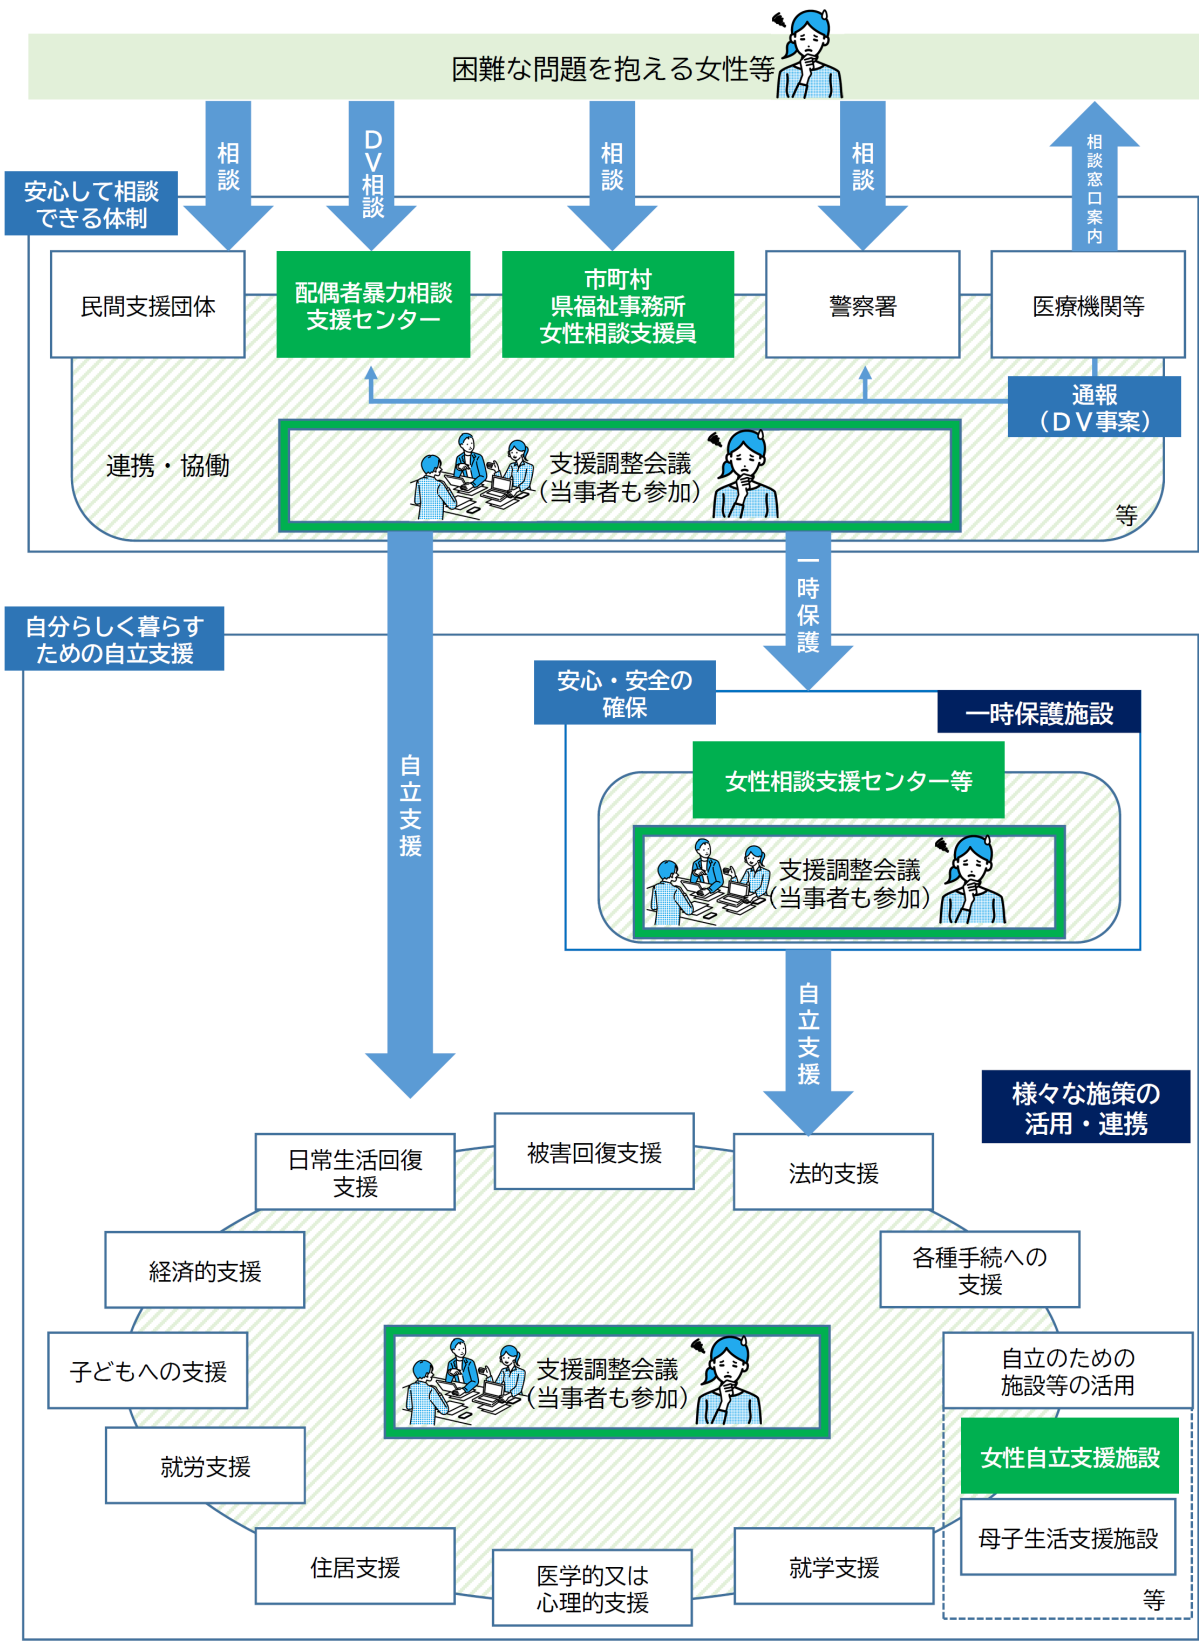 困難な問題を抱える女性等
相談
DV相談
相談
相談
相談窓口案内
安心して相談
できる体制
民間支援団体
配偶者暴力相談
支援センター
市町村
県福祉事務所
女性相談支援員
警察署
医療機関等
通報
（ＤＶ事案）
連携・協働
支援調整会議
（当事者も参加）
等
一時保護
自分らしく暮らす
ための自立支援
自立支援
安心・安全の
確保
一時保護施設
女性相談支援センター等
支援調整会議
（当事者も参加）
自立支援
様々な施策の
活用・連携
日常生活回復
支援
被害回復支援
法的支援
経済的支援
各種手続への
支援
子どもへの支援
支援調整会議
（当事者も参加）
自立のための
施設等の活用
就労支援
女性自立支援施設
母子生活支援施設
等
住居支援
医学的又は
心理的支援
就学支援